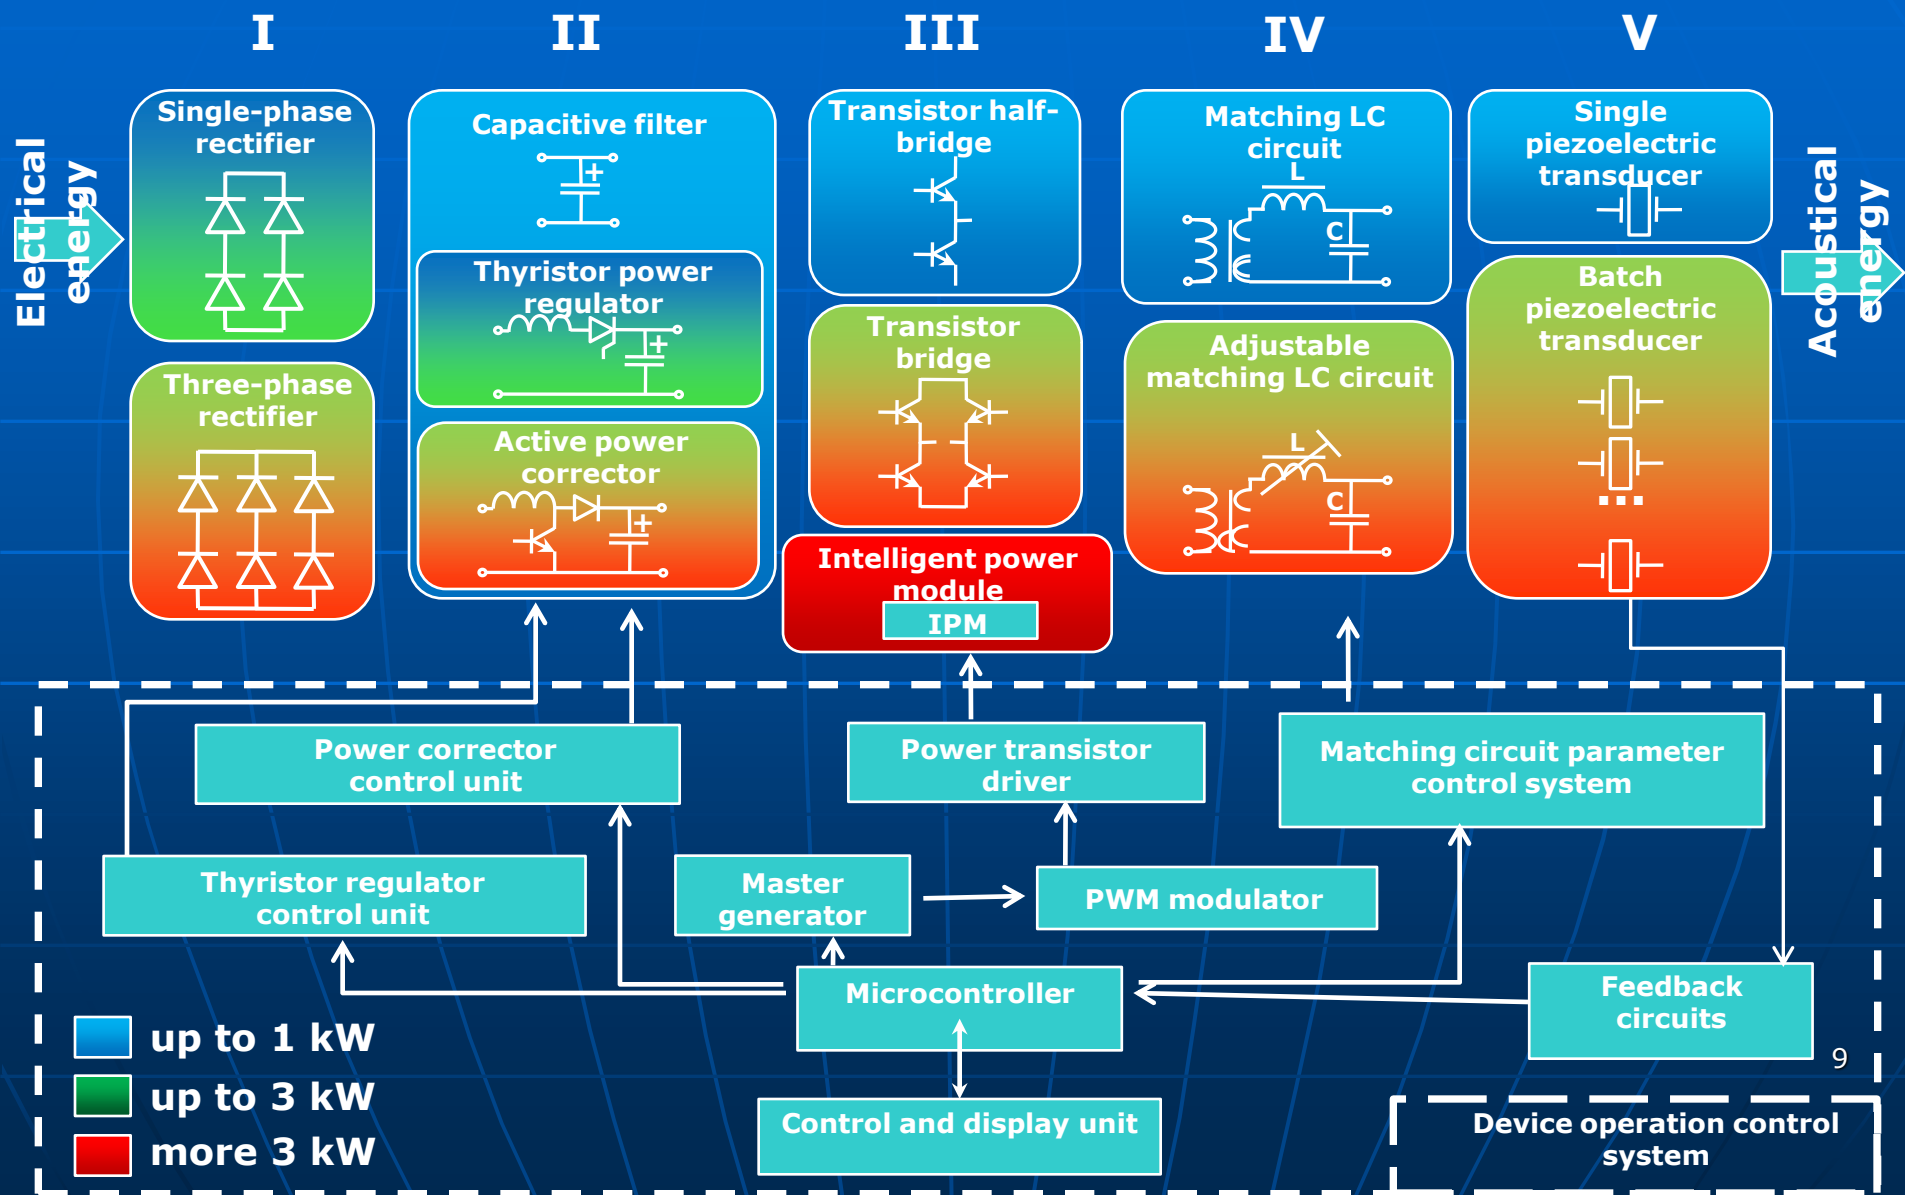 I
II
III
IV
V
Electrical
energy
Single-phase
rectifier
Three-phase
rectifier
Capacitive filter
+
Thyristor power
regulator
+
Active power
corrector
+
Transistor half-
bridge
Transistor
bridge
Intelligent power
module
IPM
Matching LC
circuit
L
C
Adjustable
matching LC circuit
L
C
Single
piezoelectric
transducer
Batch
piezoelectric
transducer
...
Acoustical
energy
Power corrector
control unit
Power transistor
driver
Matching circuit parameter
control system
Thyristor regulator
control unit
Master
generator
PWM modulator
Microcontroller
Feedback
circuits
Control and display unit
up to 1 kW
up to 3 kW
more 3 kW
9
Device operation control
system